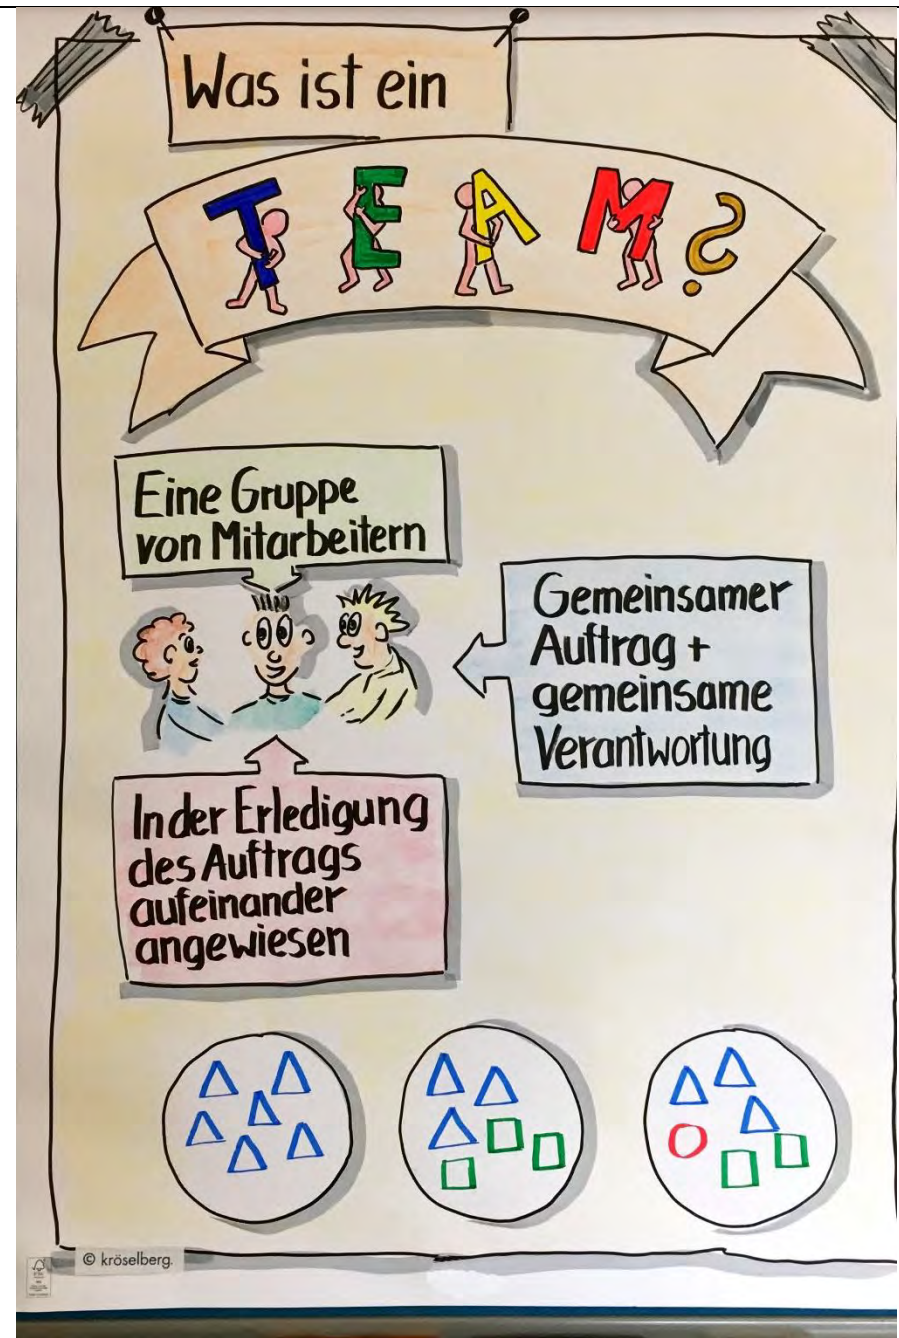 Was ist ein
TEAM?
Eine Gruppe
von Mitarbeitern
Gemeinsamer
Auftrag +
gemeinsame
Verantwortung
In der Erledigung
des Auftrags
aufeinander
angewiesen
© kröselberg.